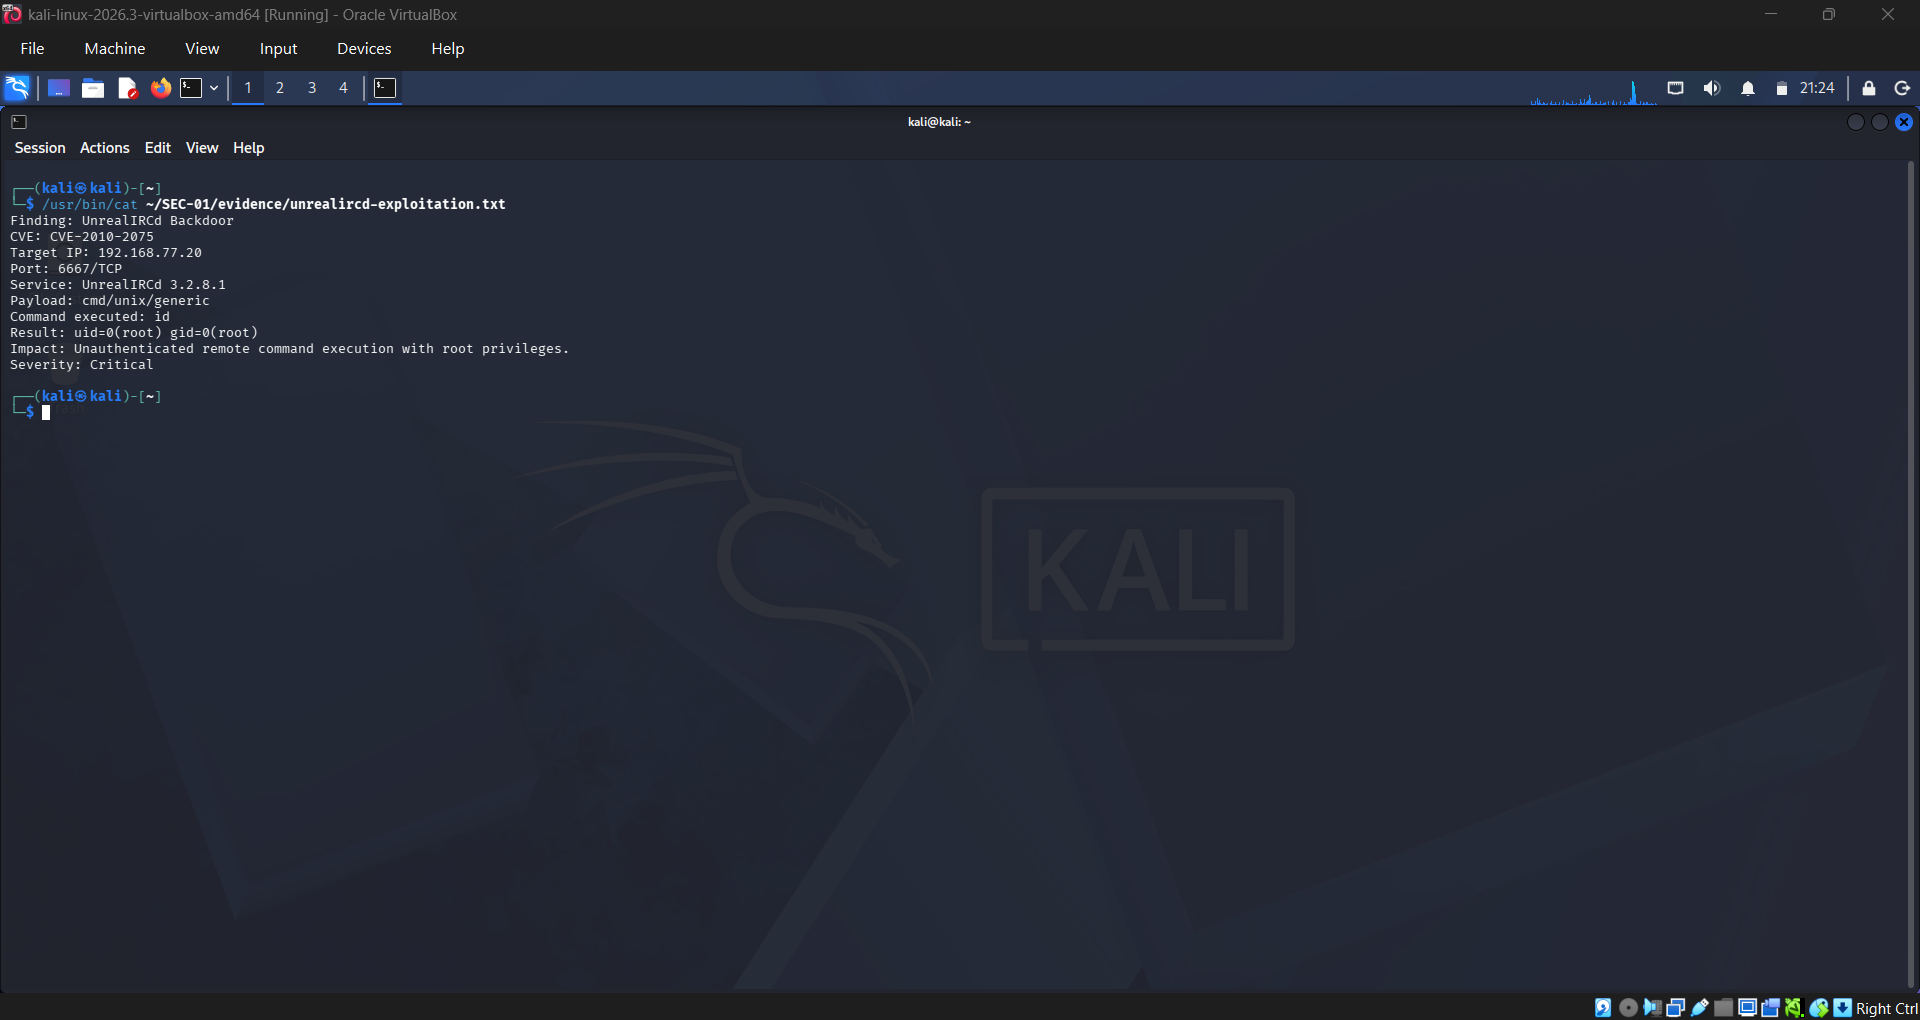 kali-linux-2026.3-virtualbox-amd64 [Running] - Oracle VirtualBox
File Machine View Input Devices Help
1 2 3 4 21:24
kali@kali: ~
Session Actions Edit View Help
┌──(kali㉿kali)-[~]
└─$ /usr/bin/cat ~/SEC-01/evidence/unrealircd-exploitation.txt
Finding: UnrealIRCd Backdoor
CVE: CVE-2010-2075
Target IP: 192.168.77.20
Port: 6667/TCP
Service: UnrealIRCd 3.2.8.1
Payload: cmd/unix/generic
Command executed: id
Result: uid=0(root) gid=0(root)
Impact: Unauthenticated remote command execution with root privileges.
Severity: Critical
┌──(kali㉿kali)-[~]
└─$
KALI
Right Ctrl